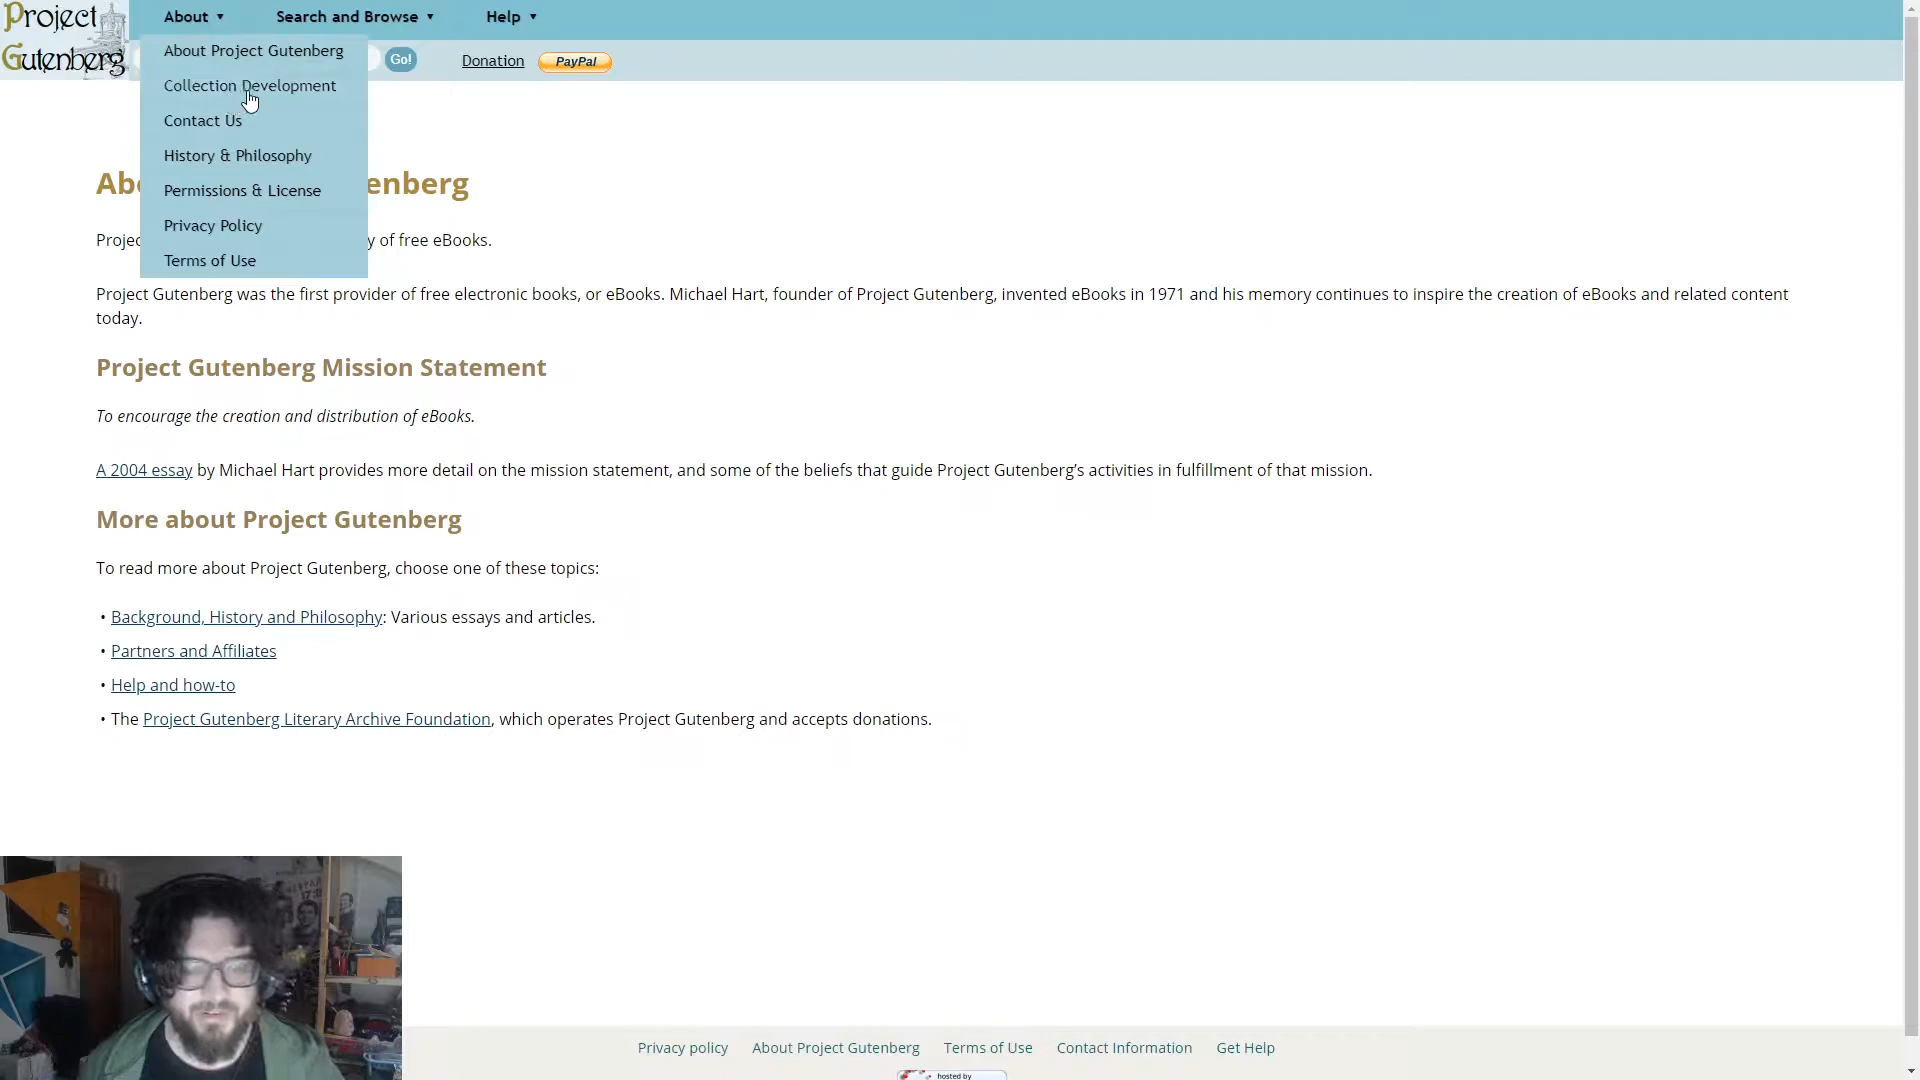 Project
Gutenberg
About ▼
Search and Browse ▼
Help ▼
About Project Gutenberg
Collection Development
Contact Us
History & Philosophy
Permissions & License
Privacy Policy
Terms of Use
Go!
Donation
PayPal
Ab
enberg
Projec
y of free eBooks.
Project Gutenberg was the first provider of free electronic books, or eBooks. Michael Hart, founder of Project Gutenberg, invented eBooks in 1971 and his memory continues to inspire the creation of eBooks and related content
today.
Project Gutenberg Mission Statement
To encourage the creation and distribution of eBooks.
A 2004 essay by Michael Hart provides more detail on the mission statement, and some of the beliefs that guide Project Gutenberg’s activities in fulfillment of that mission.
More about Project Gutenberg
To read more about Project Gutenberg, choose one of these topics:
• Background, History and Philosophy: Various essays and articles.
• Partners and Affiliates
• Help and how-to
• The Project Gutenberg Literary Archive Foundation, which operates Project Gutenberg and accepts donations.
Privacy policy
About Project Gutenberg
Terms of Use
Contact Information
Get Help
hosted by